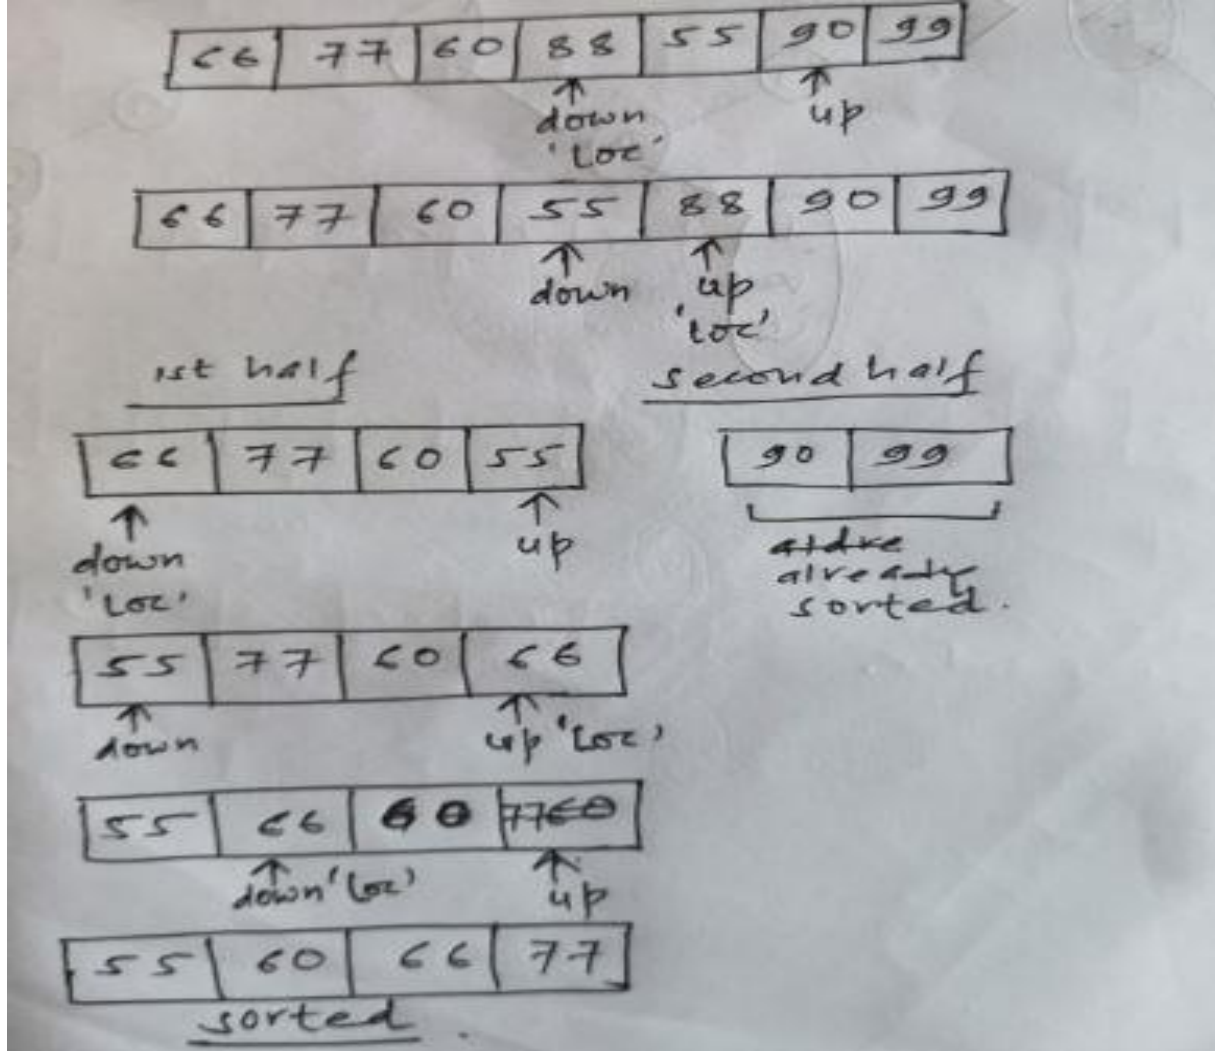 66 77 60 88 55 90 99
down up
'Loc'
66 77 60 55 88 90 99
down up
'Loc'
1st half second half
66 77 60 55 90 99
down up
'Loc'
already
sorted.
55 77 60 66
down up 'Loc'
55 66 60 77 60
down 'Loc' up
55 60 66 77
sorted.